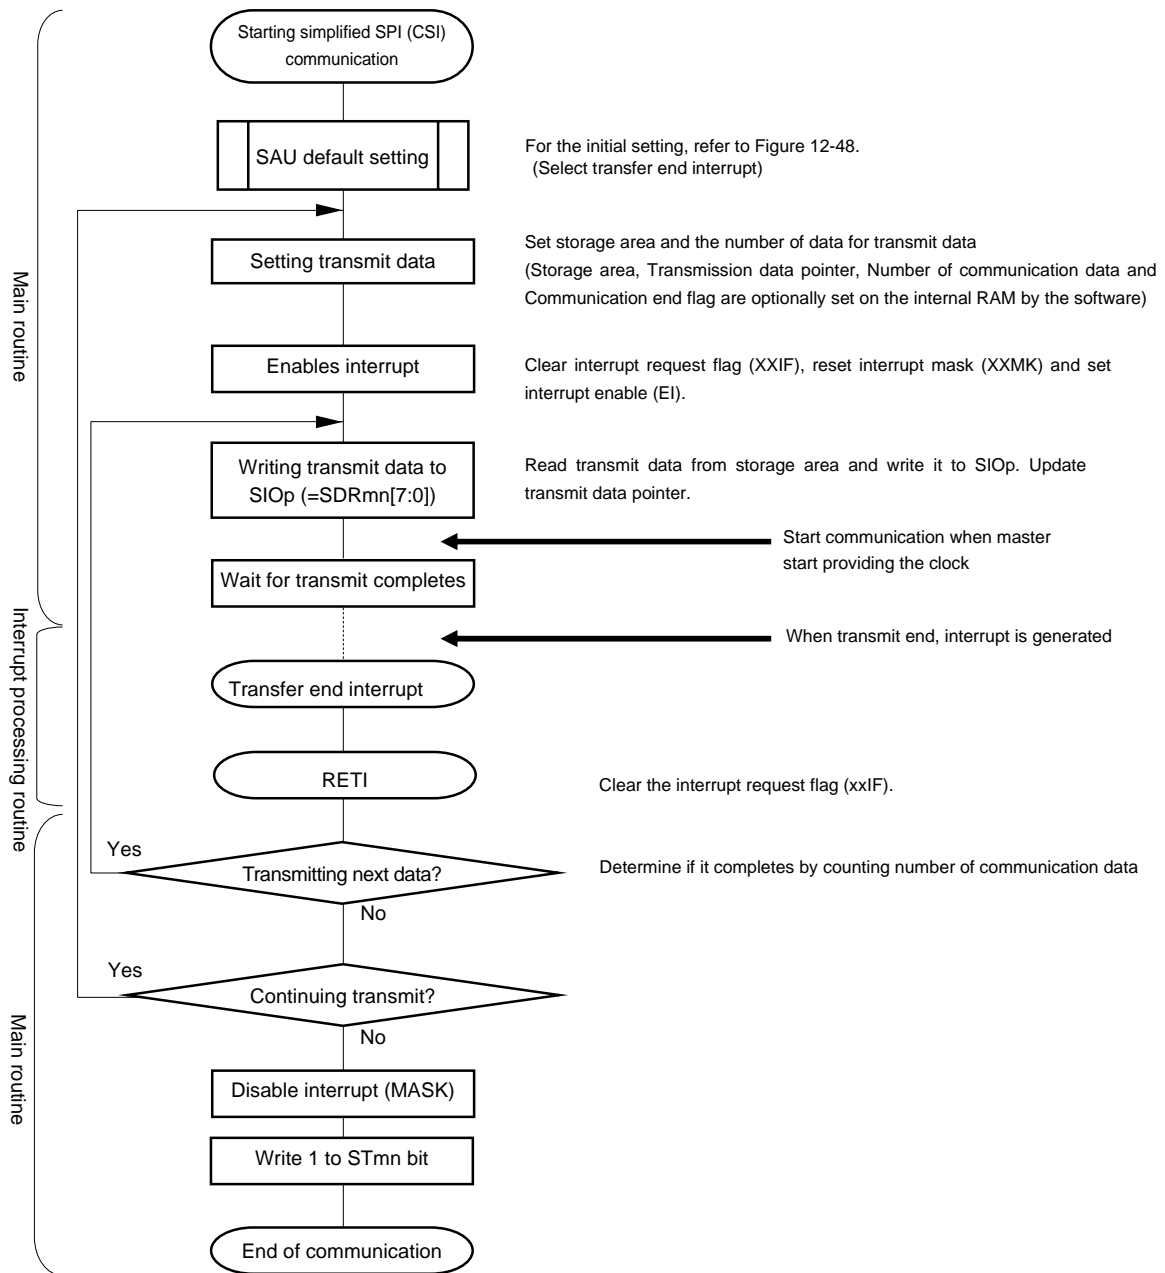 Starting simplified SPI (CSI)
communication
SAU default setting
For the initial setting, refer to Figure 12-48.
(Select transfer end interrupt)
Setting transmit data
Set storage area and the number of data for transmit data
(Storage area, Transmission data pointer, Number of communication data and
Communication end flag are optionally set on the internal RAM by the software)
Main routine
Enables interrupt
Clear interrupt request flag (XXIF), reset interrupt mask (XXMK) and set
interrupt enable (EI).
Writing transmit data to
SIOp (=SDRmn[7:0])
Read transmit data from storage area and write it to SIOp. Update
transmit data pointer.
Start communication when master
start providing the clock
Wait for transmit completes
When transmit end, interrupt is generated
Interrupt processing routine
Transfer end interrupt
RETI
Clear the interrupt request flag (xxIF).
Yes
Transmitting next data?
Determine if it completes by counting number of communication data
No
Yes
Continuing transmit?
No
Main routine
Disable interrupt (MASK)
Write 1 to STmn bit
End of communication